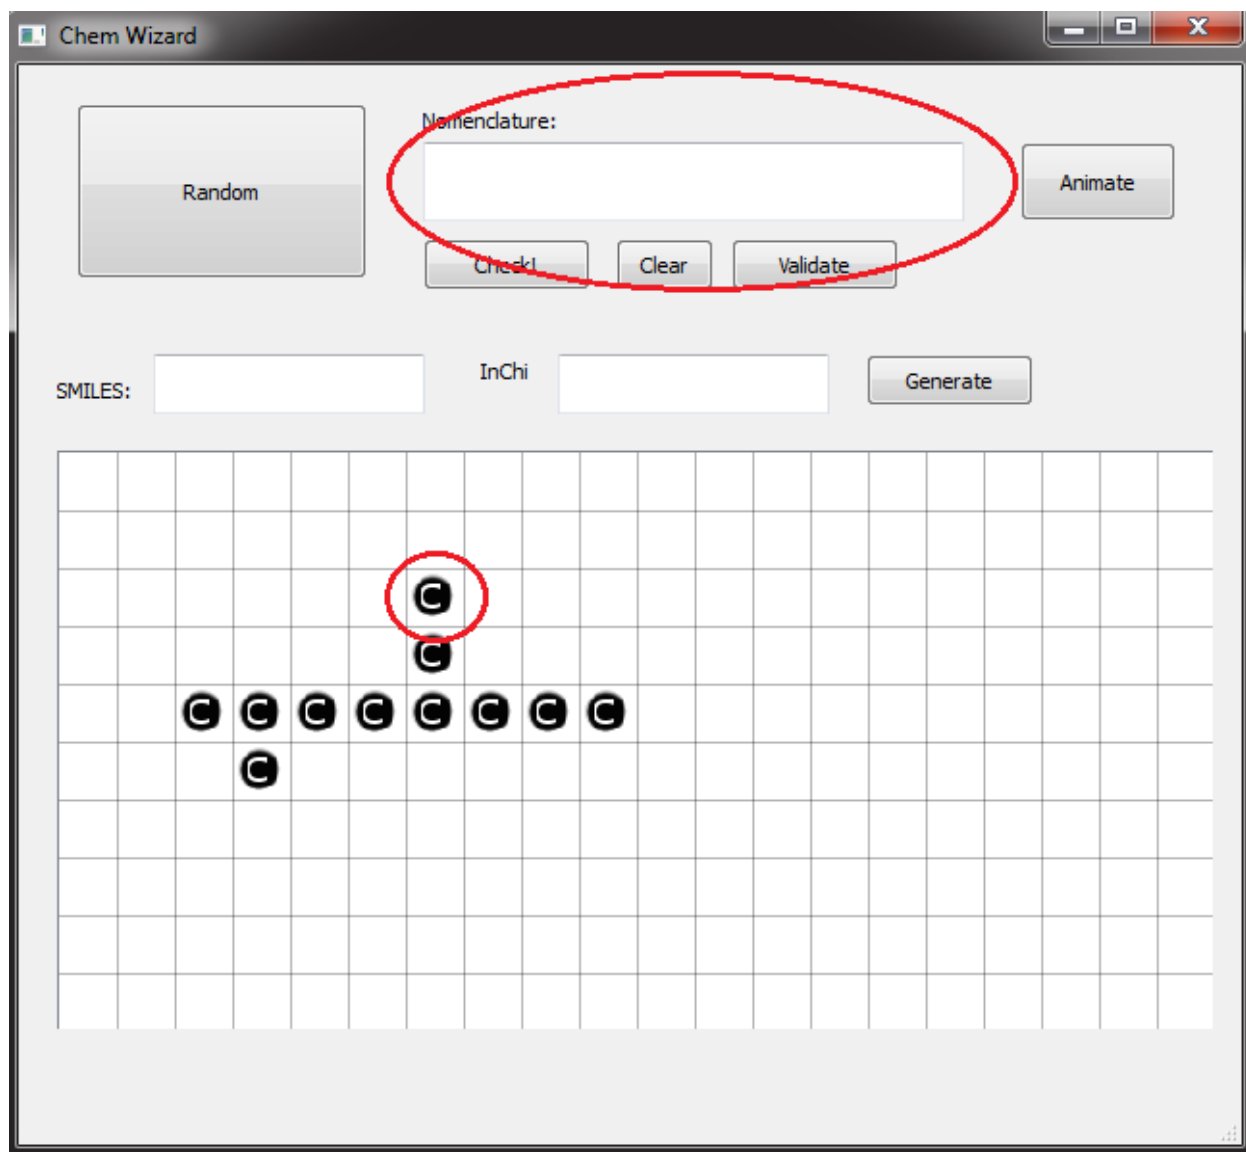 Chem Wizard
Nomenclature:
Random
Animate
Check!
Clear
Validate
SMILES:
InChi
Generate
C
C
C C C C C C C C
C